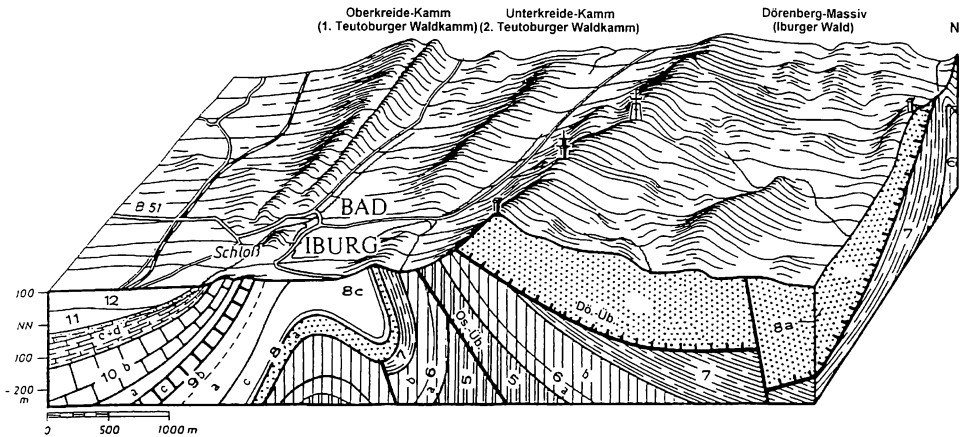 Oberkreide-Kamm
(1. Teutoburger Waldkamm)
Unterkreide-Kamm
(2. Teutoburger Waldkamm)
Dörenberg-Massiv
(Iburger Wald)
N
B 51
BAD
IBURG
Schloß
100
NN
100
- 200
m
12
11
c+d
10 b
a
c
9 b
a
c
8 a
8c
7
b
6
a
5
Os.-Üb.
5
6
a
b
Dö.-Üb.
7
8a
7
6
0 500 1000 m